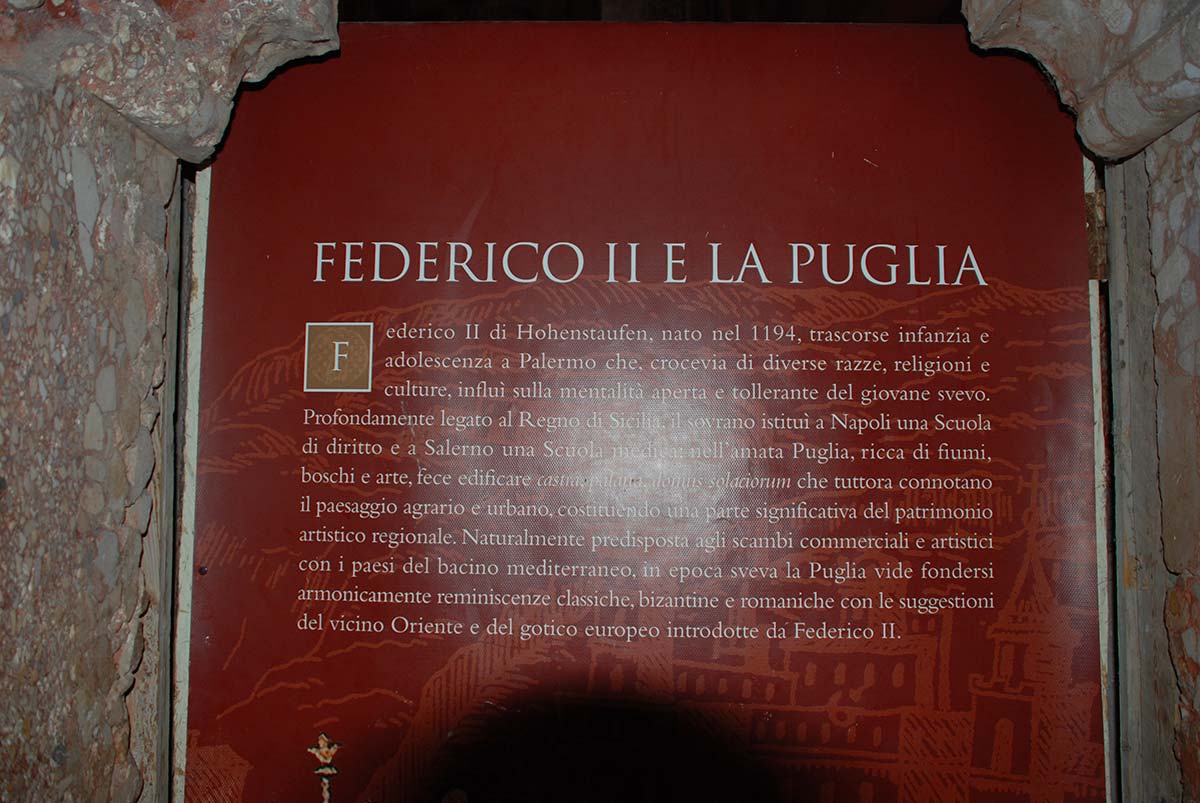 FEDERICO II E LA PUGLIA
Federico II di Hohenstaufen, nato nel 1194, trascorse infanzia e
adolescenza a Palermo che, crocevia di diverse razze, religioni e
culture, influì sulla mentalità aperta e tollerante del giovane svevo.
Profondamente legato al Regno di Sicilia, il sovrano istituì a Napoli una Scuola
di diritto e a Salerno una Scuola medica; nell'amata Puglia, ricca di fiumi,
boschi e arte, fece edificare castra, palatia, domus solaciorum che tuttora connotano
il paesaggio agrario e urbano, costituendo una parte significativa del patrimonio
artistico regionale. Naturalmente predisposta agli scambi commerciali e artistici
con i paesi del bacino mediterraneo, in epoca sveva la Puglia vide fondersi
armonicamente reminiscenze classiche, bizantine e romaniche con le suggestioni
del vicino Oriente e del gotico europeo introdotte da Federico II.